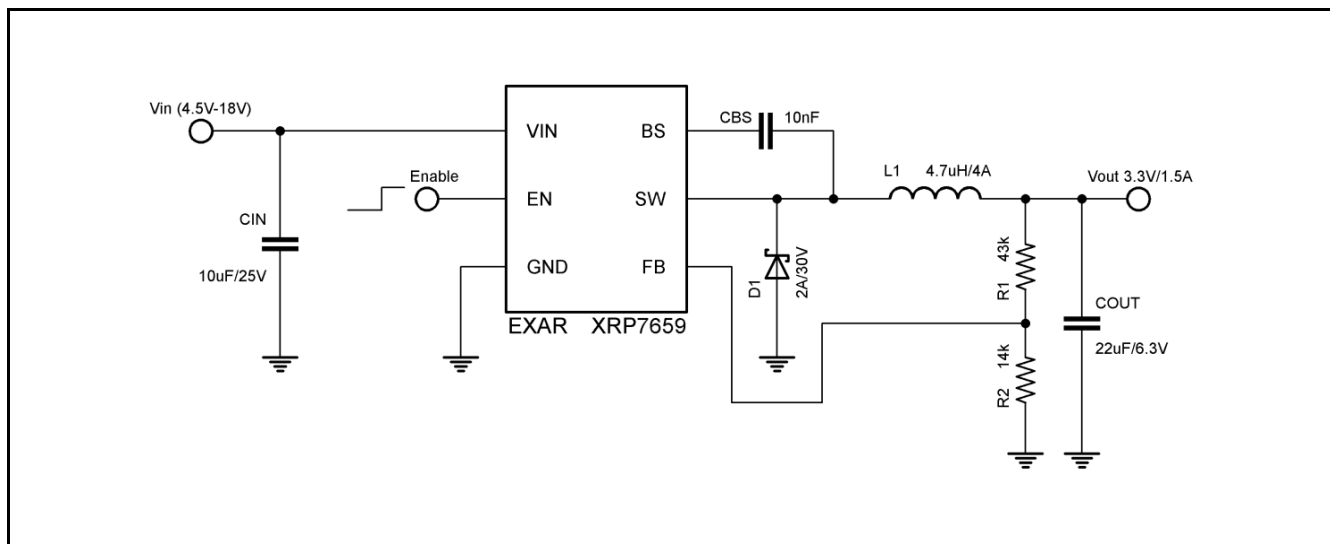 Vin (4.5V-18V)
CIN
10uF/25V
Enable
VIN
EN
GND
BS
SW
FB
EXAR XRP7659
CBS 10nF
D1
2A/30V
L1 4.7uH/4A
Vout 3.3V/1.5A
R1
43k
R2
14k
COUT
22uF/6.3V